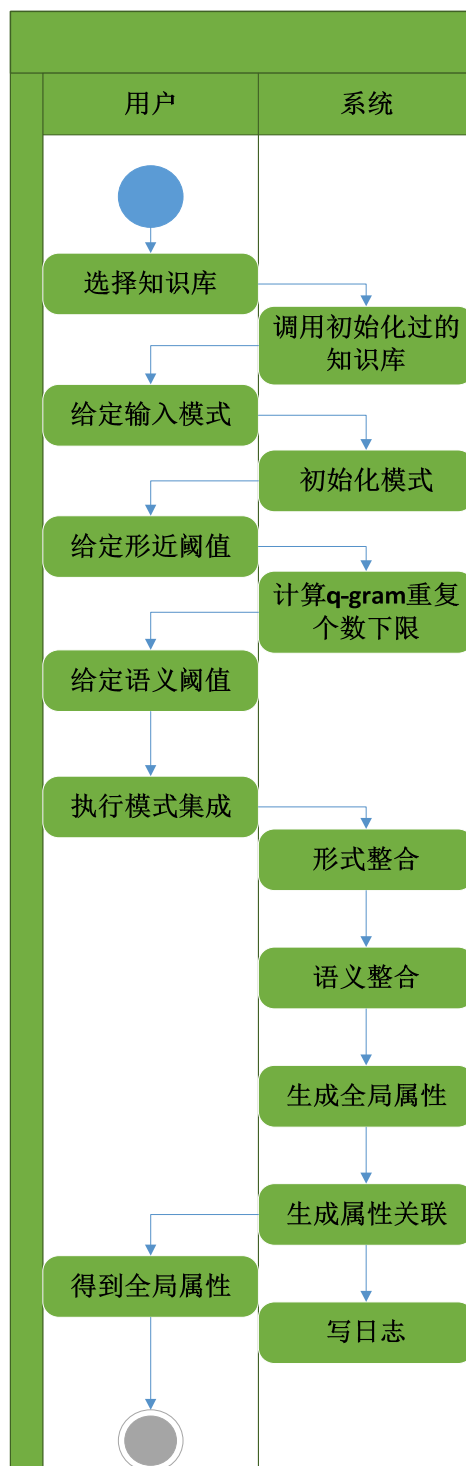 用户
系统
选择知识库
调用初始化过的
知识库
给定输入模式
初始化模式
给定形近阈值
计算q-gram重复
个数下限
给定语义阈值
执行模式集成
形式整合
语义整合
生成全局属性
生成属性关联
得到全局属性
写日志